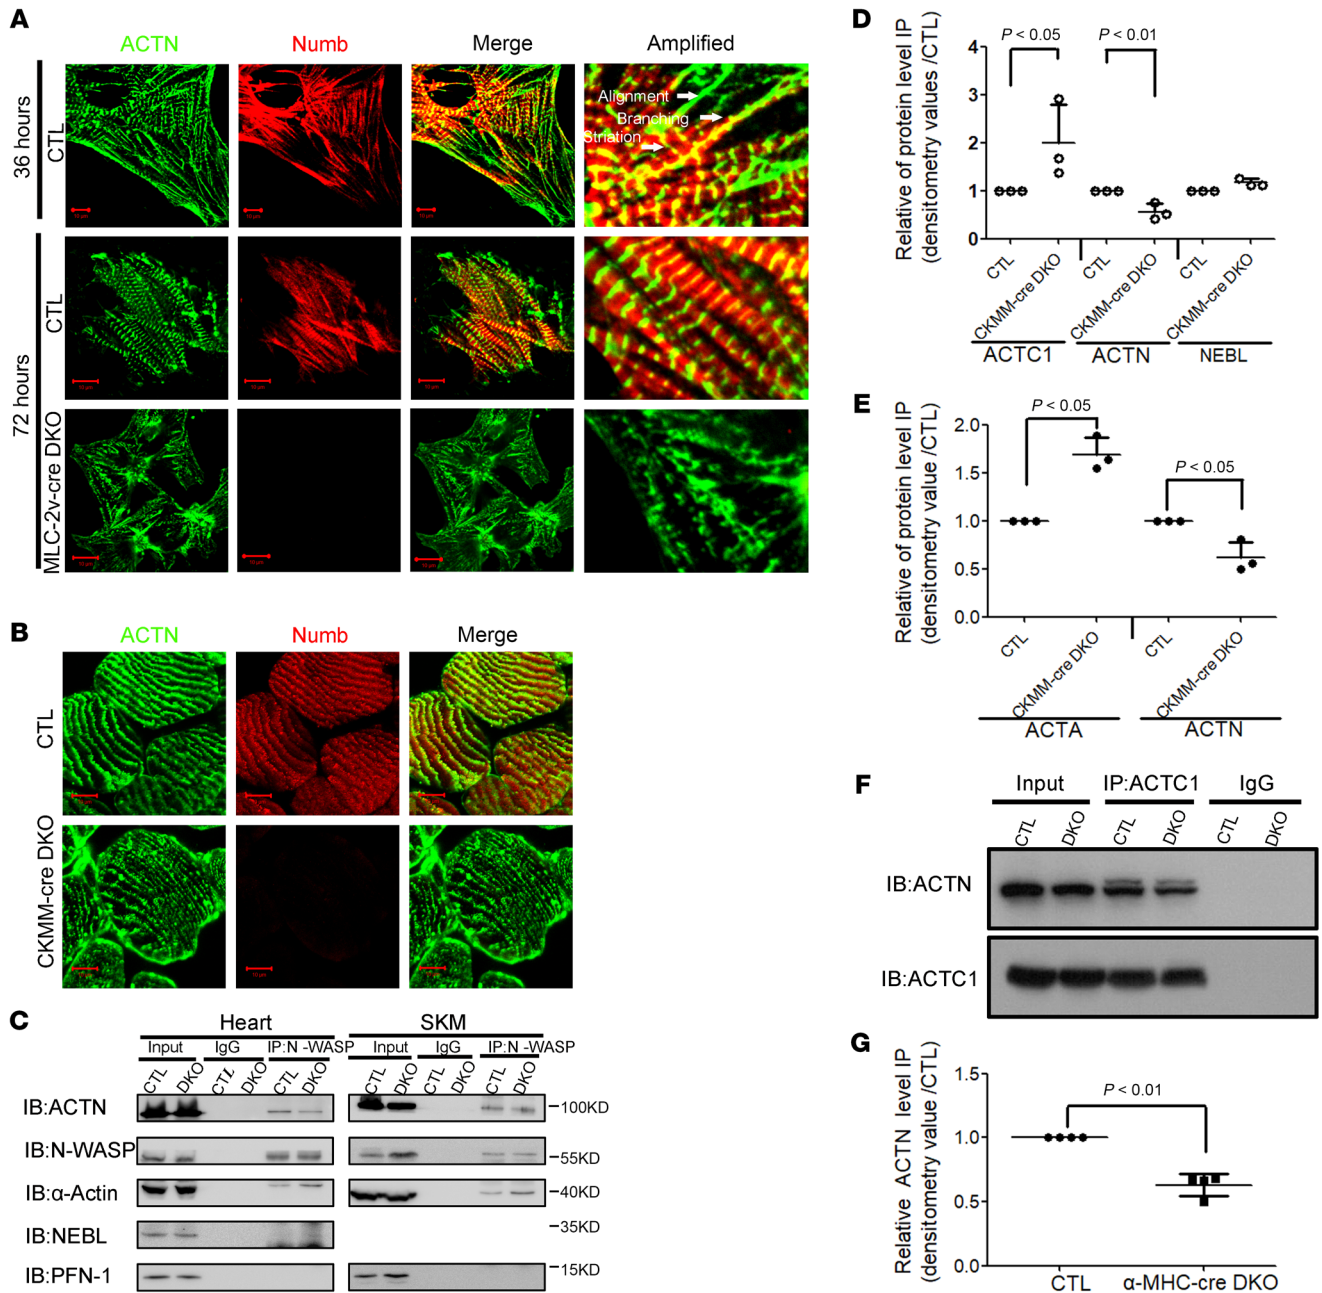 A
ACTN
Numb
Merge
Amplified
36 hours
CTL
Alignment
Branching
Striation
72 hours
CTL
MLC-2v-cre DKO
B
ACTN
Numb
Merge
CTL
CKMM-cre DKO
C
Heart
SKM
Input
IgG
IP:N -WASP
Input
IgG
IP:N -WASP
CTL
DKO
CTL
DKO
CTL
DKO
CTL
DKO
CTL
DKO
CTL
DKO
IB:ACTN
100KD
IB:N-WASP
55KD
IB:α-Actin
40KD
IB:NEBL
35KD
IB:PFN-1
15KD
D
Relative of protein level IP
(densitometry values /CTL)
4
3
2
1
0
P < 0.05
P < 0.01
CTL
CKMM-cre DKO
CTL
CKMM-cre DKO
CTL
CKMM-cre DKO
ACTC1
ACTN
NEBL
E
Relative of protein level IP
(densitometry value /CTL)
2.0
1.5
1.0
0.5
0.0
P < 0.05
P < 0.05
CTL
CKMM-cre DKO
CTL
CKMM-cre DKO
ACTA
ACTN
F
Input
IP:ACTC1
IgG
CTL
DKO
CTL
DKO
CTL
DKO
IB:ACTN
IB:ACTC1
G
Relative ACTN level IP
(densitometry value /CTL)
1.5
1.0
0.5
0.0
P < 0.01
CTL
α-MHC-cre DKO